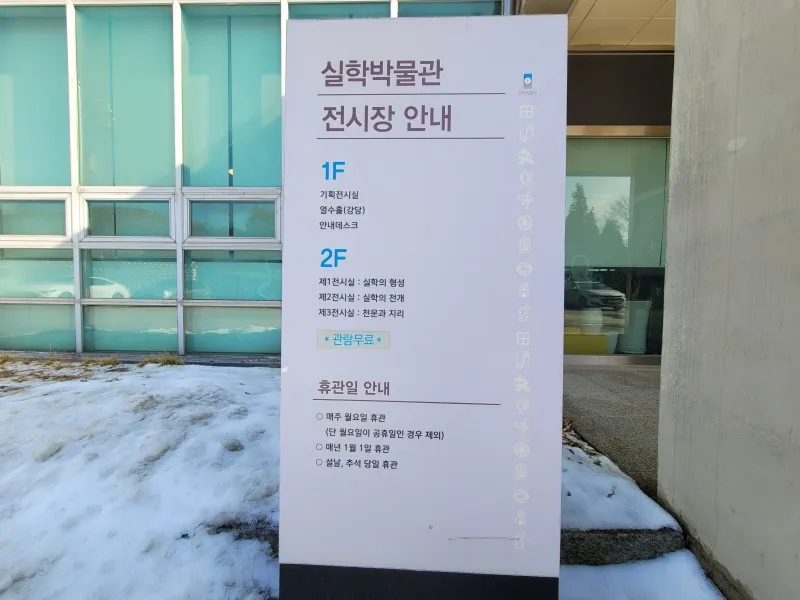 실학박물관
전시장 안내
1F
기획전시실
열수홀(강당)
안내데스크
2F
제1전시실 : 실학의 형성
제2전시실 : 실학의 전개
제3전시실 : 천문과 지리
* 관람무료 *
휴관일 안내
○ 매주 월요일 휴관
(단 월요일이 공휴일인 경우 제외)
○ 매년 1월 1일 휴관
○ 설날, 추석 당일 휴관